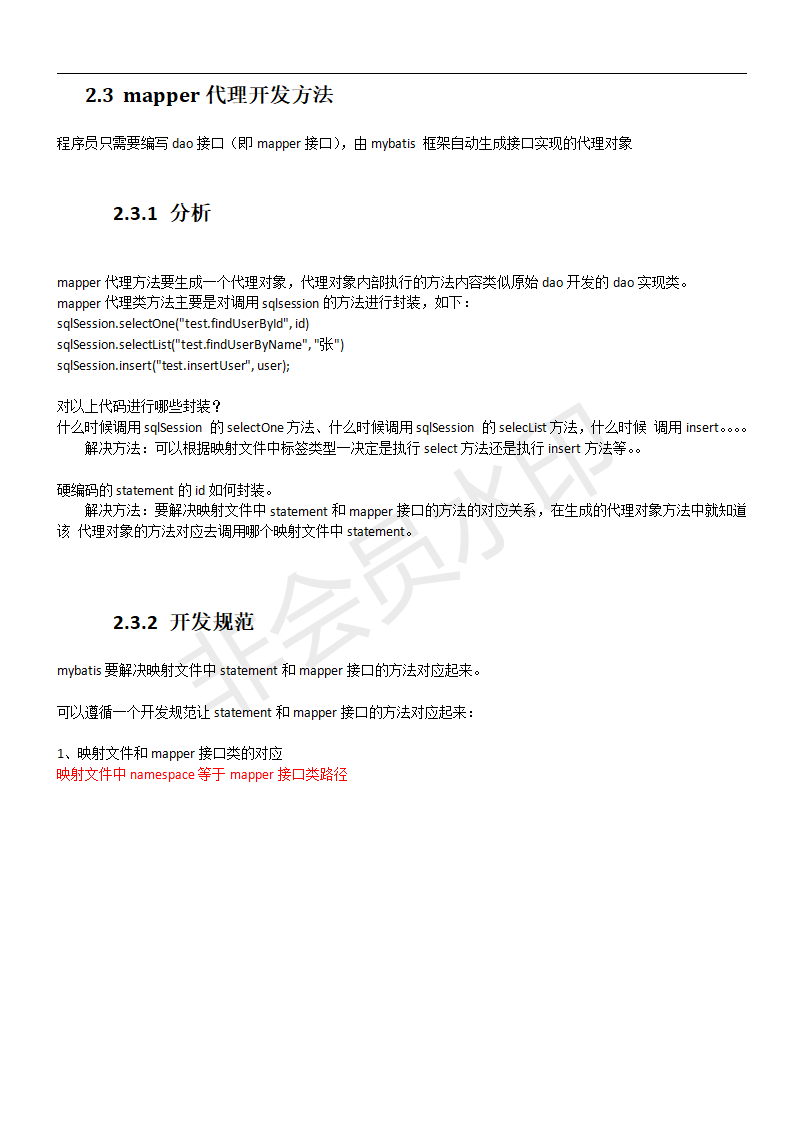 2.3 mapper 代理开发方法
程序员只需要编写 dao 接口（即 mapper 接口），由 mybatis 框架自动生成接口实现的代理对象
2.3.1 分析
mapper 代理方法要生成一个代理对象，代理对象内部执行的方法内容类似原始 dao 开发的 dao 实现类。
mapper 代理类方法主要是对调用 sqlsession 的方法进行封装，如下：
sqlSession.selectOne("test.findUserById", id)
sqlSession.selectList("test.findUserByName", "张")
sqlSession.insert("test.insertUser", user);
对以上代码进行哪些封装？
什么时候调用 sqlSession 的 selectOne 方法、什么时候调用 sqlSession 的 selecList 方法，什么时候 调用 insert。。。。
解决方法：可以根据映射文件中标签类型一决定是执行 select 方法还是执行 insert 方法等。。
硬编码的 statement 的 id 如何封装。
解决方法：要解决映射文件中 statement 和 mapper 接口的方法的对应关系，在生成的代理对象方法中就知道
该 代理对象的方法对应去调用哪个映射文件中 statement。
2.3.2 开发规范
mybatis 要解决映射文件中 statement 和 mapper 接口的方法对应起来。
可以遵循一个开发规范让 statement 和 mapper 接口的方法对应起来：
1、映射文件和 mapper 接口类的对应
映射文件中 namespace 等于 mapper 接口类路径
非会员水印